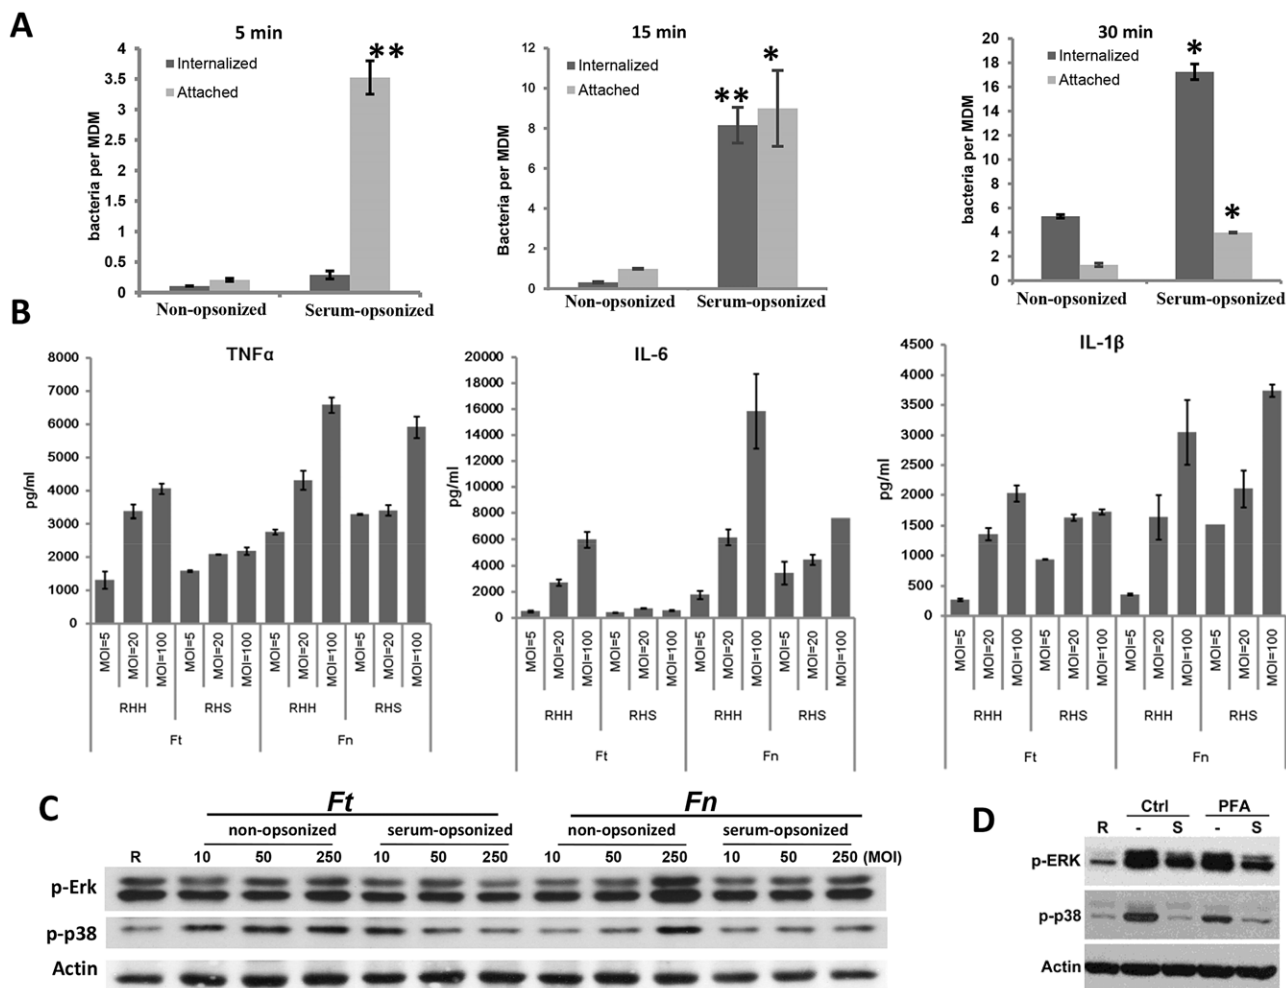 A
5 min
15 min
30 min
4
3.5
3
2.5
2
1.5
1
0.5
0
bacteria per MDM
Internalized
Attached
**
Non-opsonized Serum-opsonized
12
10
8
6
4
2
0
Bacteria per MDM
Internalized
Attached
**
*
Non-opsonized Serum-opsonized
20
18
16
14
12
10
8
6
4
2
0
bacteria per MDM
Internalized
Attached
*
*
Non-opsonized Serum-opsonized
B
TNFα
8000
7000
6000
5000
4000
3000
2000
1000
0
pg/ml
MOI=5 MOI=20 MOI=100 MOI=5 MOI=20 MOI=100 MOI=5 MOI=20 MOI=100 MOI=5 MOI=20 MOI=100
RHH RHS RHH RHS
Ft Fn
IL-6
20000
18000
16000
14000
12000
10000
8000
6000
4000
2000
0
pg/ml
MOI=5 MOI=20 MOI=100 MOI=5 MOI=20 MOI=100 MOI=5 MOI=20 MOI=100 MOI=5 MOI=20 MOI=100
RHH RHS RHH RHS
Ft Fn
IL-1β
4500
4000
3500
3000
2500
2000
1500
1000
500
0
pg/ml
MOI=5 MOI=20 MOI=100 MOI=5 MOI=20 MOI=100 MOI=5 MOI=20 MOI=100 MOI=5 MOI=20 MOI=100
RHH RHS RHH RHS
Ft Fn
C
Ft Fn
non-opsonized serum-opsonized non-opsonized serum-opsonized
R 10 50 250 10 50 250 10 50 250 10 50 250 (MOI)
p-Erk
p-p38
Actin
D
Ctrl PFA
R - S - S
p-ERK
p-p38
Actin